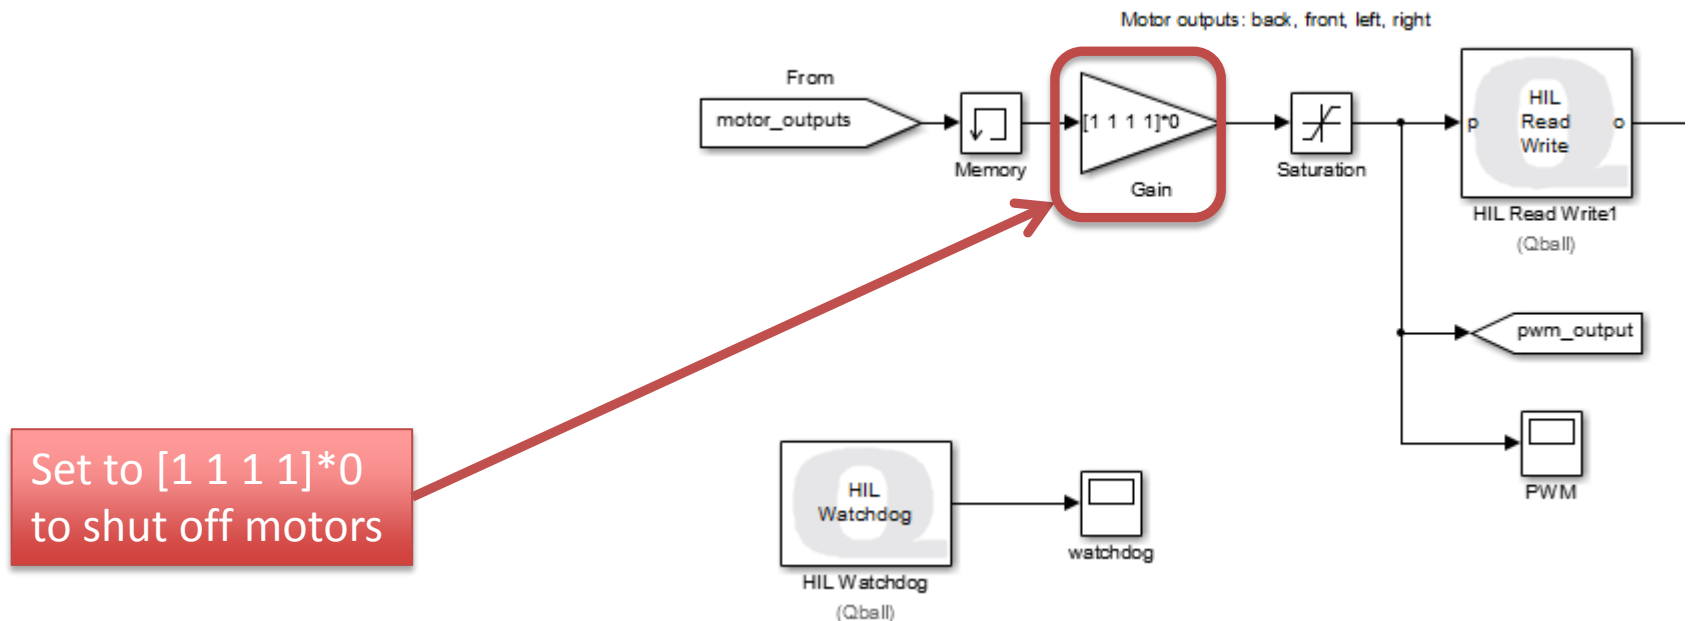 Motor outputs: back, front, left, right
From
motor_outputs
Memory
[1 1 1 1]*0
Gain
Saturation
p
HIL
Read
Write
o
HIL Read Write1
(Qball)
pwm_output
PWM
Set to [1 1 1 1]*0
to shut off motors
HIL
Watchdog
HIL Watchdog
(Qball)
watchdog